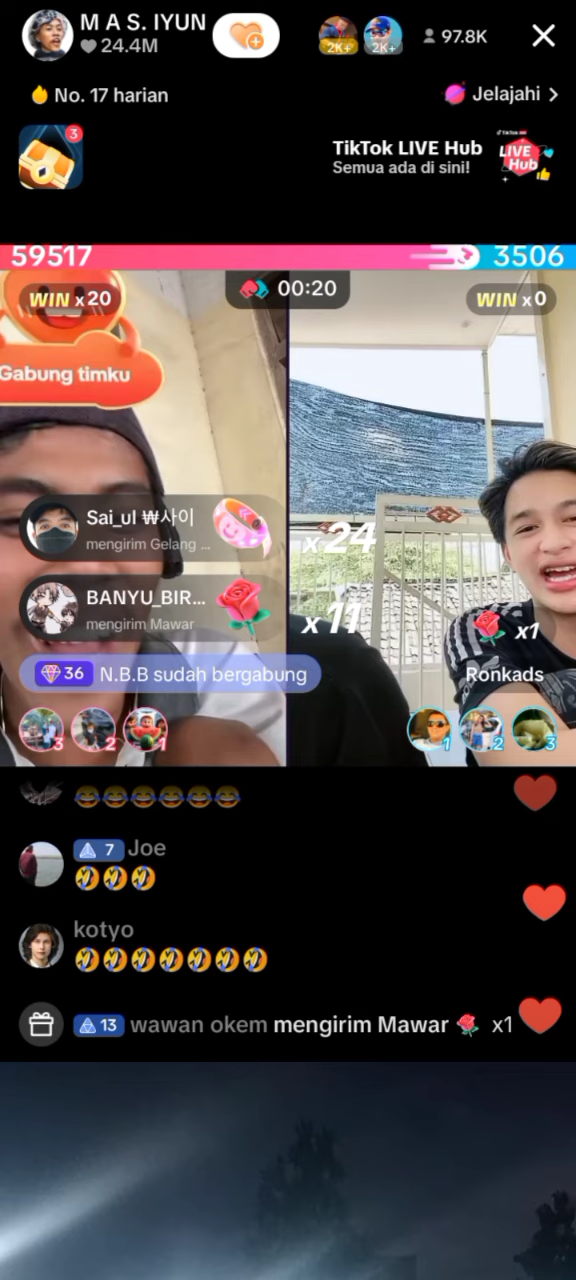 M A S. IYUN
24.4M
2K+
2K+
97.8K
No. 17 harian
Jelajahi >
3
TikTok LIVE Hub
Semua ada di sini!
LIVE
Hub
59517
3506
WIN x20
00:20
WIN x0
Gabung timku
Sai_ul ₩사이
mengirim Gelang ...
x24
BANYU_BIR...
mengirim Mawar
x11
x1
36 N.B.B sudah bergabung
Ronkads
3
2
1
1
2
3
😂😂😂😂😂😂
7 Joe
🤣🤣🤣
kotyo
🤣🤣🤣🤣🤣🤣🤣
13 wawan okem mengirim Mawar 🌹 x1